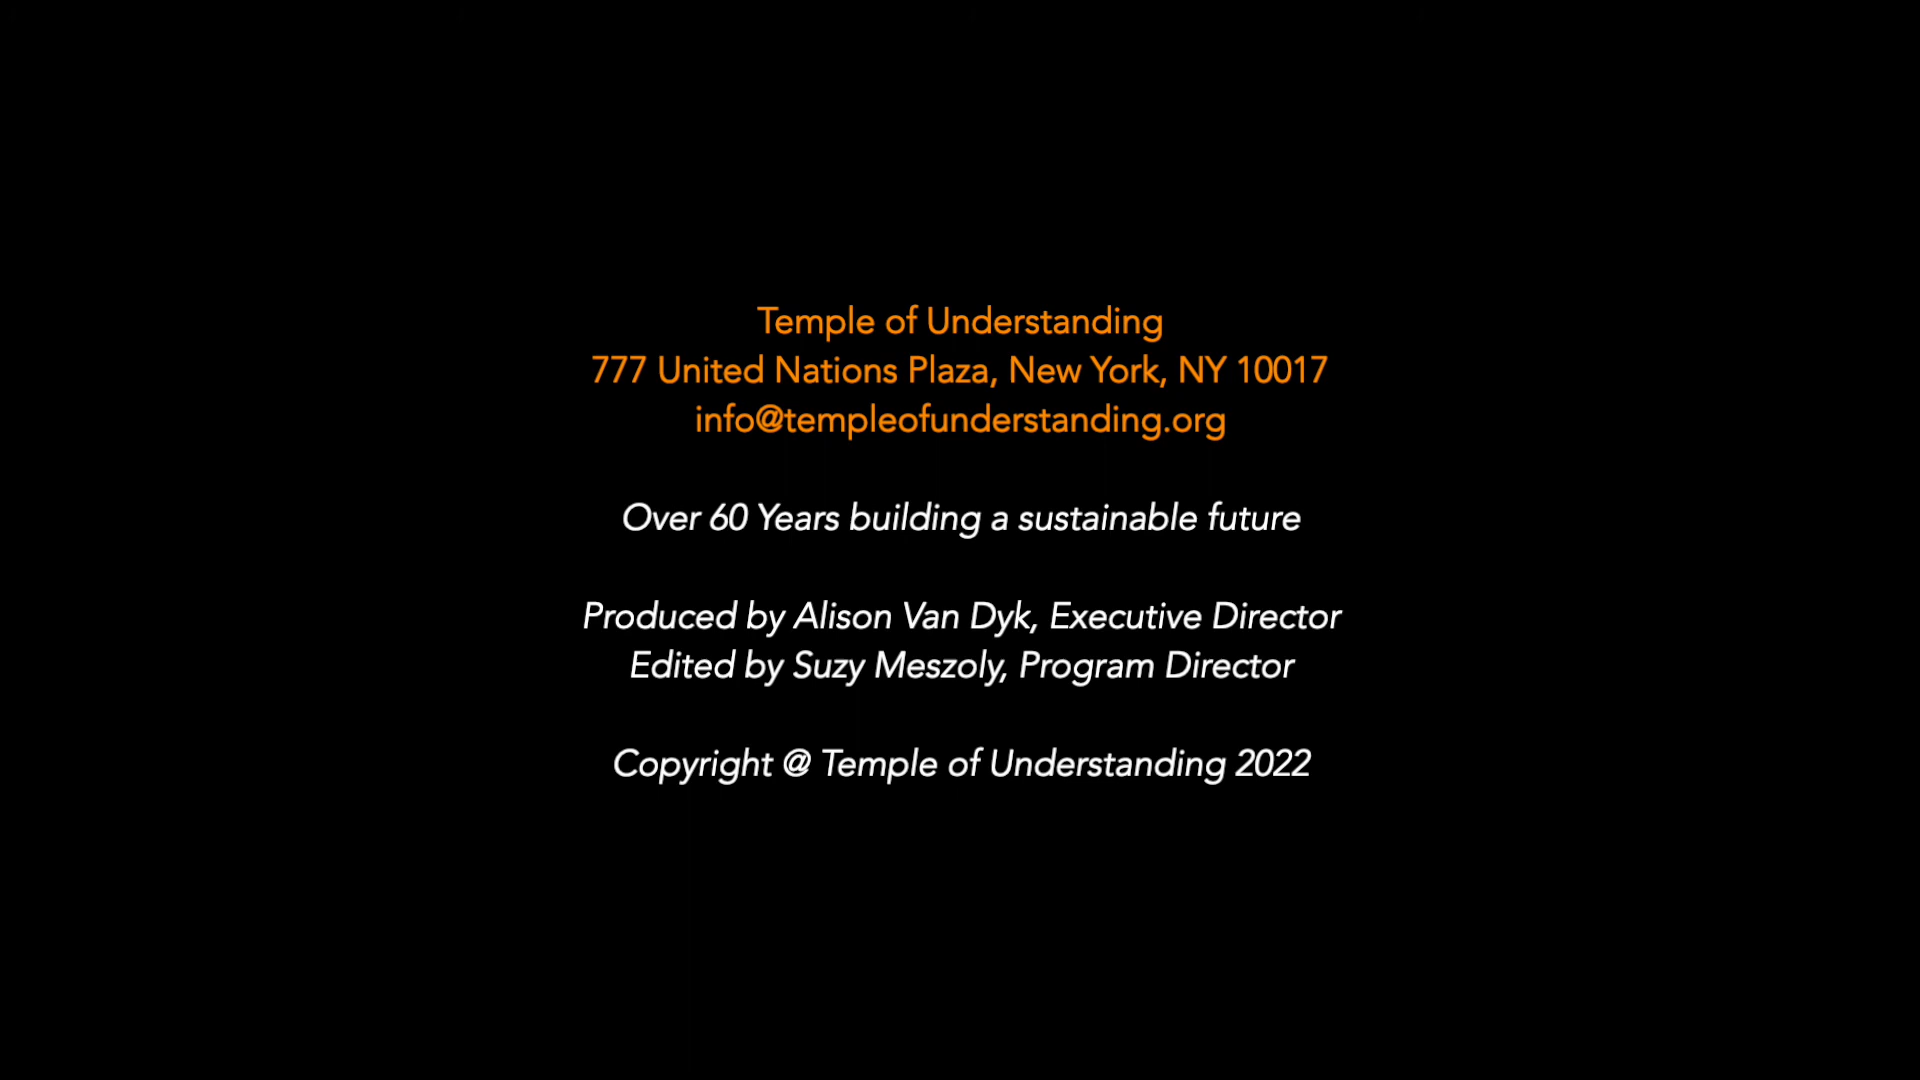 Temple of Understanding
777 United Nations Plaza, New York, NY 10017
info@templeofunderstanding.org
Over 60 Years building a sustainable future
Produced by Alison Van Dyk, Executive Director
Edited by Suzy Meszoly, Program Director
Copyright @ Temple of Understanding 2022